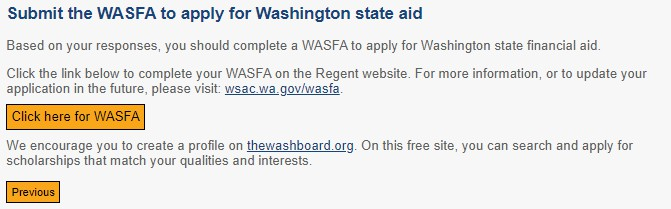 Submit the WASFA to apply for Washington state aid
Based on your responses, you should complete a WASFA to apply for Washington state financial aid.
Click the link below to complete your WASFA on the Regent website. For more information, or to update your
application in the future, please visit: wsac.wa.gov/wasfa.
Click here for WASFA
We encourage you to create a profile on thewashboard.org. On this free site, you can search and apply for
scholarships that match your qualities and interests.
Previous